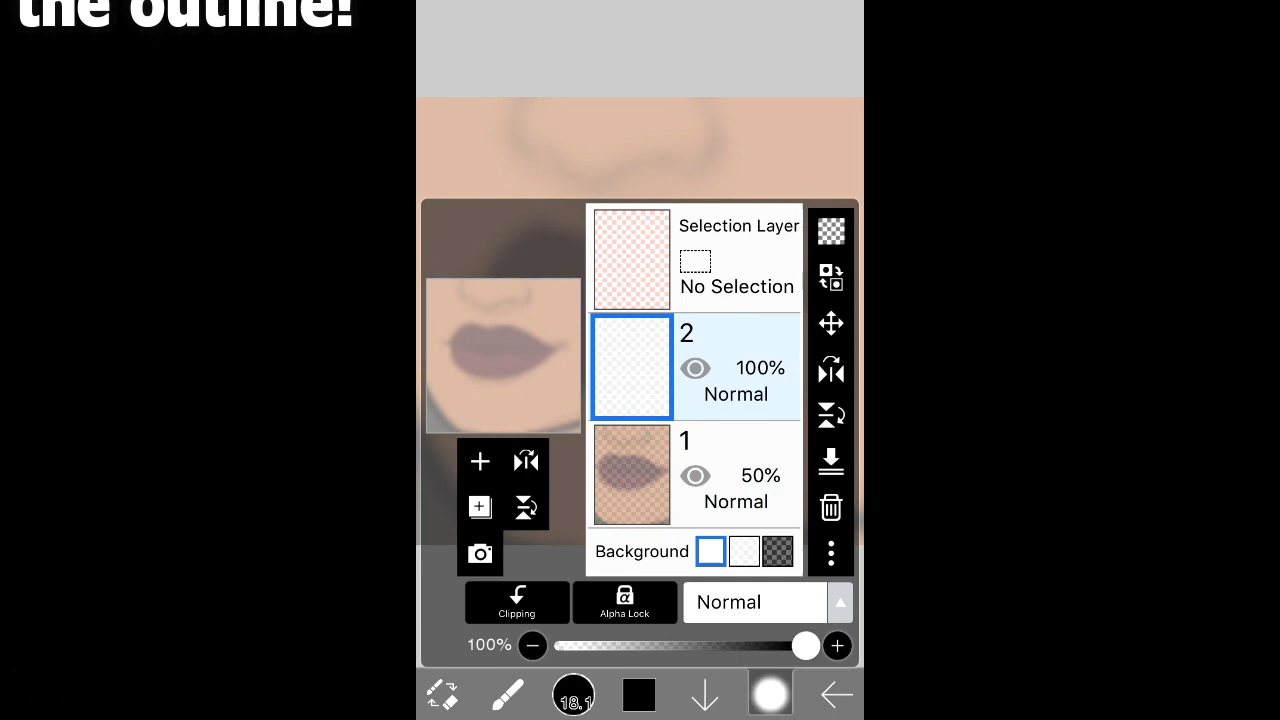 the outline!
Selection Layer
No Selection
2
100%
Normal
1
50%
Normal
Background
Clipping
Alpha Lock
Normal
100%
18.1